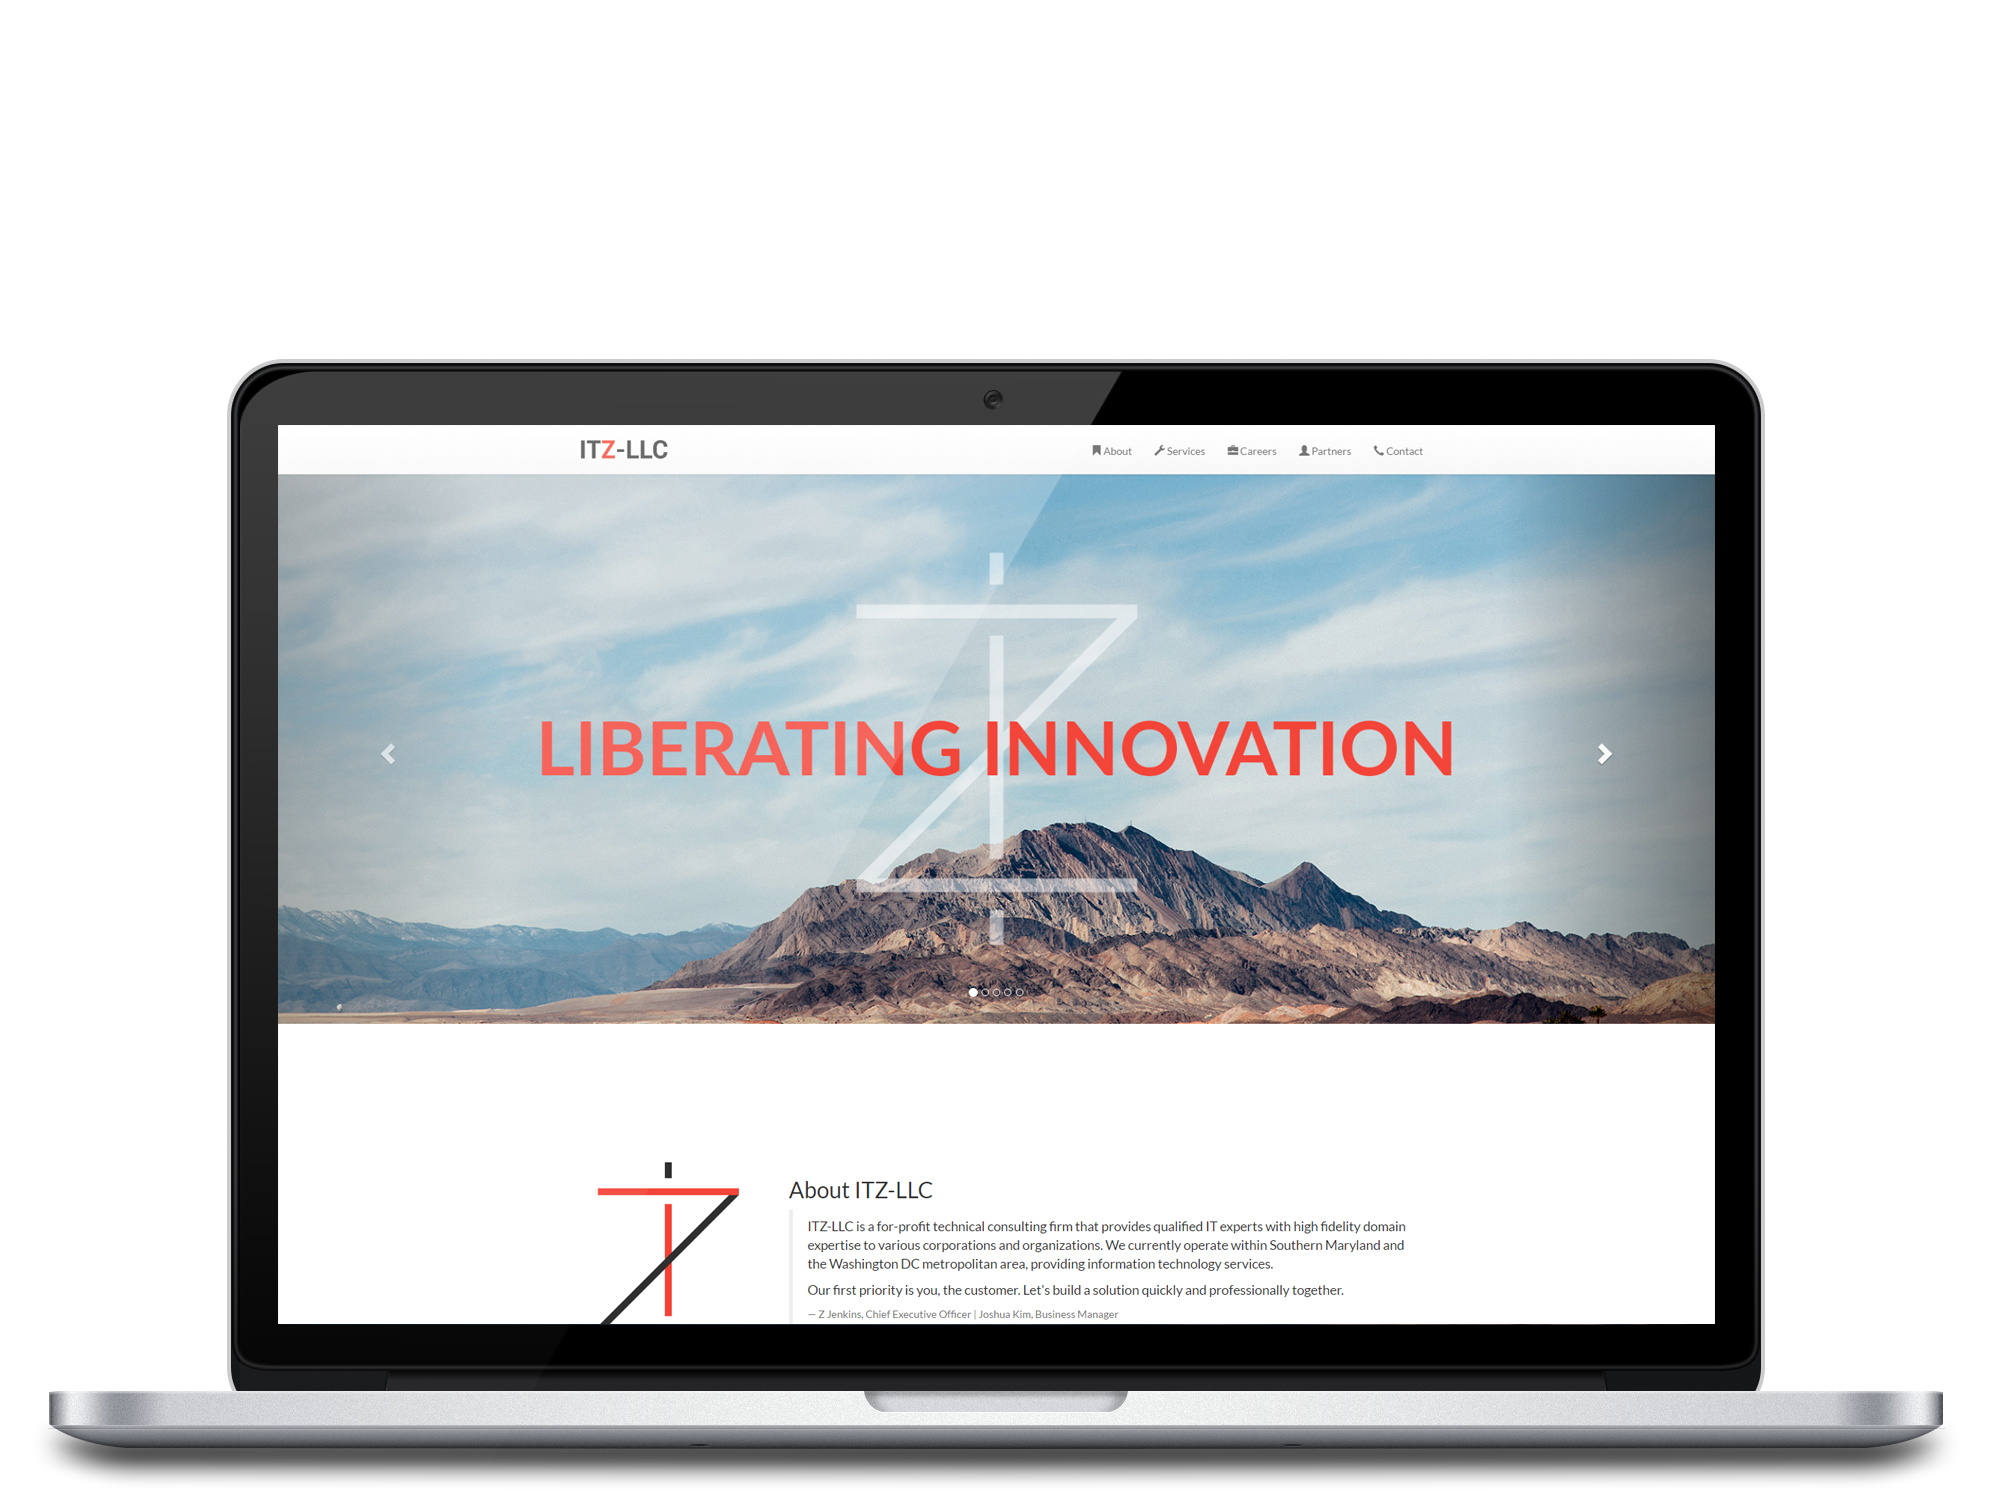 ITZ-LLC
About Services Careers Partners Contact
LIBERATING INNOVATION
About ITZ-LLC
ITZ-LLC is a for-profit technical consulting firm that provides qualified IT experts with high fidelity domain
expertise to various corporations and organizations. We currently operate within Southern Maryland and
the Washington DC metropolitan area, providing information technology services.
Our first priority is you, the customer. Let's build a solution quickly and professionally together.
— Z Jenkins, Chief Executive Officer | Joshua Kim, Business Manager